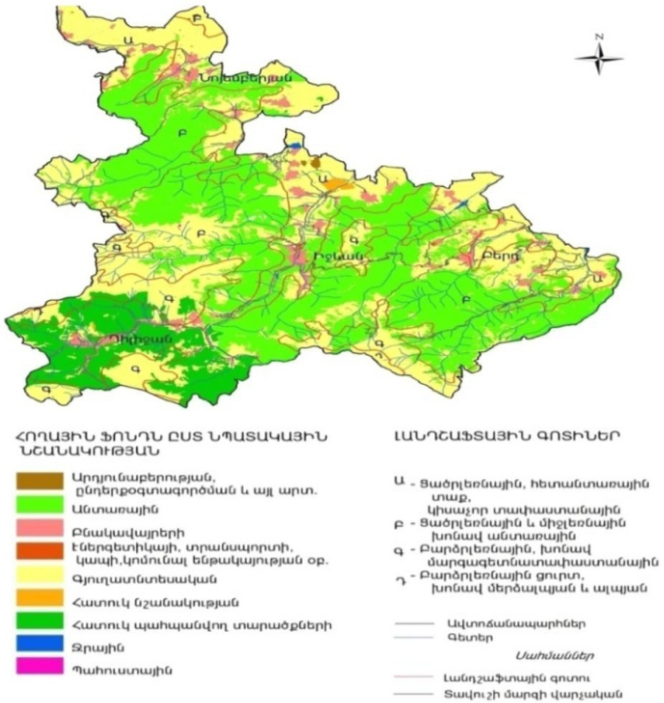 N
Բ
Ա
Նոյեմբերյան
Բ
Ա
Գ
Գ
Բ
Գ
Իջևան
Բերդ
Ա
Գ
Բ
Դիլիջան
Գ
Գ
Գ
ՀՈՂԱՅԻՆ ՖՈՆԴՆ ԸՍՏ ՆՊԱՏԱԿԱՅԻՆ
ՆՇԱՆԱԿՈՒԹՅԱՆ
Արդյունաբերության,
ընդերքօգտագործման և այլ արտ.
Անտառային
Բնակավայրերի
Էներգետիկայի, տրանսպորտի,
կապի,կոմունալ ենթակայության օբ.
Գյուղատնտեսական
Հատուկ նշանակության
Հատուկ պահպանվող տարածքների
Ջրային
Պահուստային
ԼԱՆԴՇԱՖՏԱՅԻՆ ԳՈՏԻՆԵՐ
Ա - Ցածրլեռնային, հետանտառային
տաք,
կիսաչոր տափաստանային
Բ - Ցածրլեռնային և միջլեռնային
խոնավ անտառային
Գ - Բարձրլեռնային, խոնավ
մարգագետնատափաստանային
Դ - Բարձրլեռնային ցուրտ,
խոնավ մերձալպյան և ալպյան
Ավտոճանապարհներ
Գետեր
Սահմաններ
Լանդշաֆտային գոտու
Տավուշի մարզի վարչական